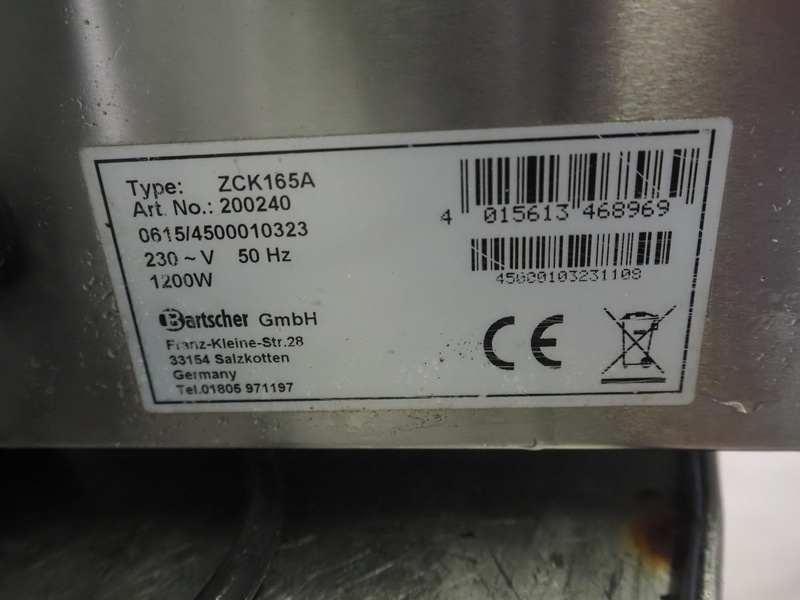 Type: ZCK165A
Art. No.: 200240
0615/4500010323
230 ~ V 50 Hz
1200W
Bartscher GmbH
Franz-Kleine-Str.28
33154 Salzkotten
Germany
Tel.01805 971197
4 015613 468969
45000103231108
CE